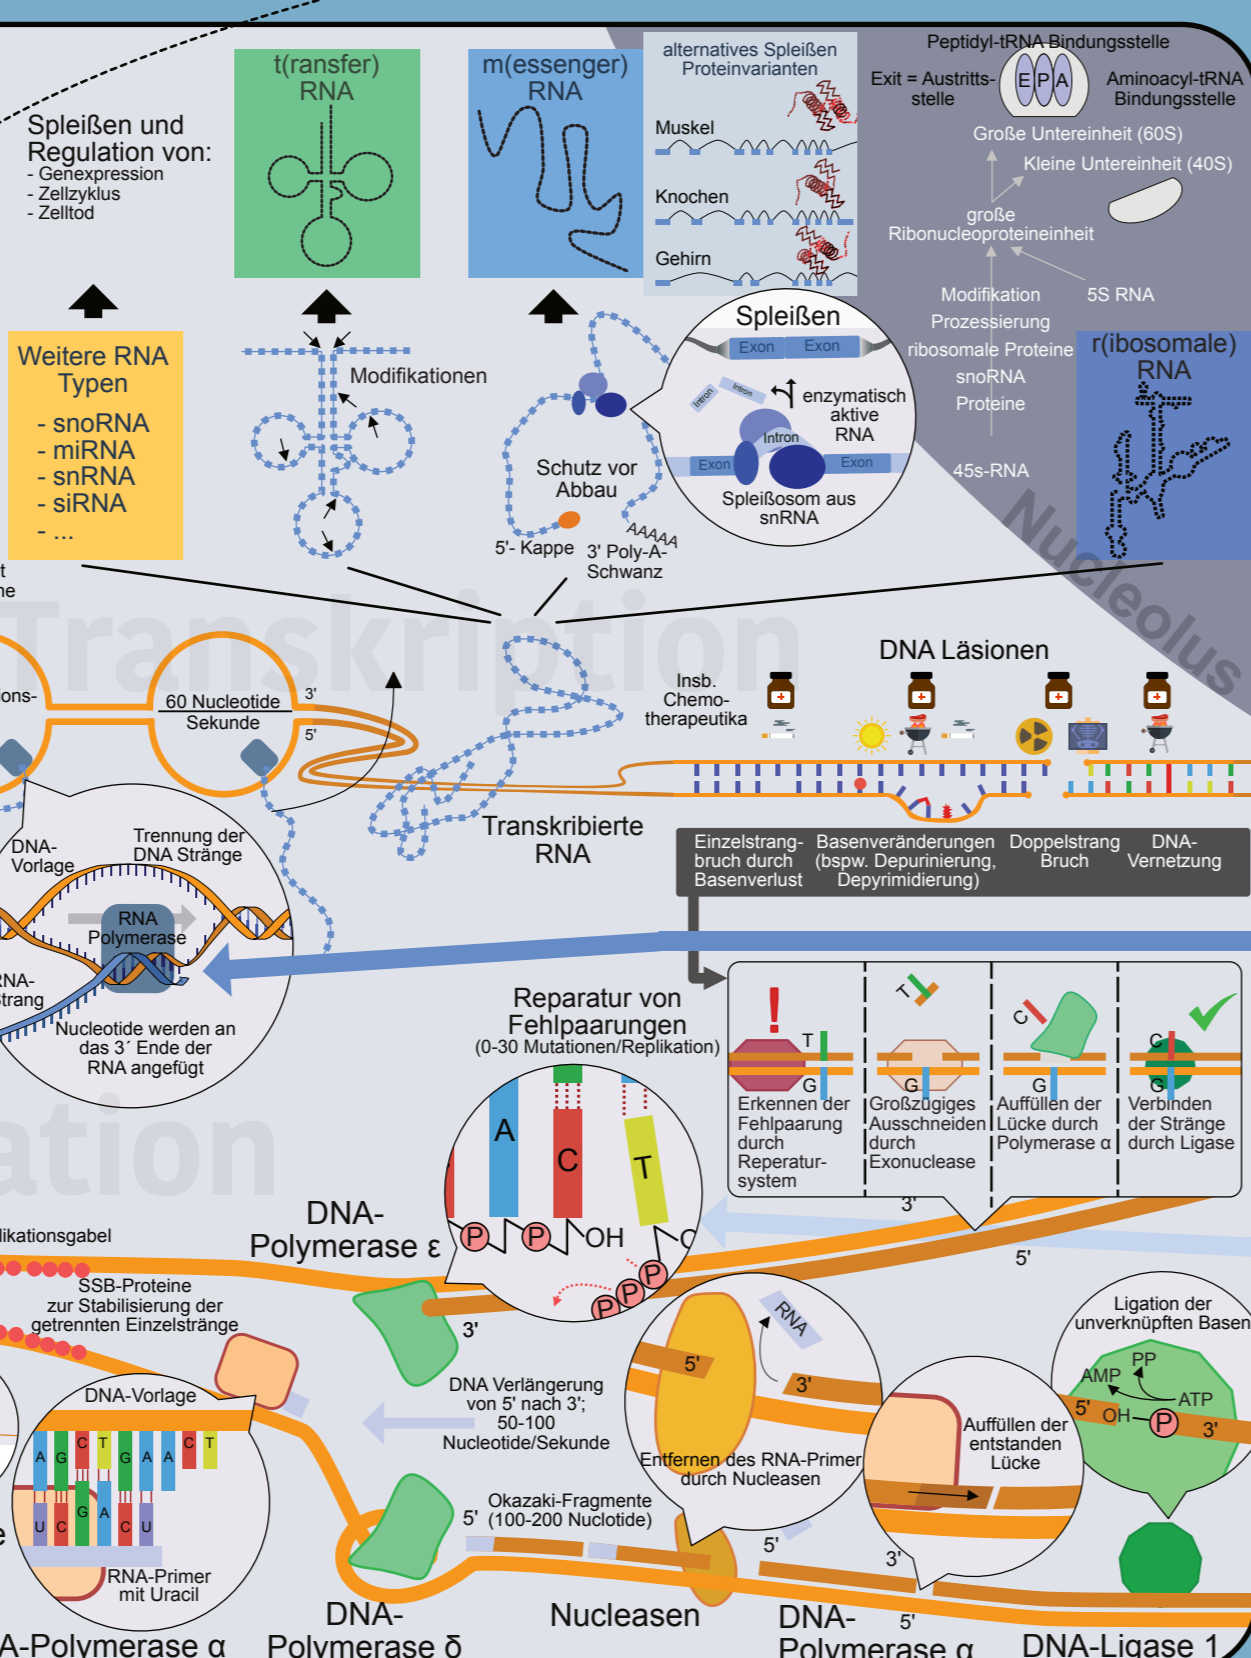 Spleißen und
Regulation von:
- Genexpression
- Zellzyklus
- Zelltod
t(ransfer)
RNA
m(essenger)
RNA
alternatives Spleißen
Proteinvarianten
Muskel
Knochen
Gehirn
Peptidyl-tRNA Bindungsstelle
Exit = Austritts-
stelle
E P A
Aminoacyl-tRNA
Bindungsstelle
Große Untereinheit (60S)
Kleine Untereinheit (40S)
große
Ribonucleoproteineinheit
Modifikation
Prozessierung
ribosomale Proteine
snoRNA
Proteine
45s-RNA
5S RNA
r(ibosomale)
RNA
Nucleolus
Weitere RNA
Typen
- snoRNA
- miRNA
- snRNA
- siRNA
- ...
Modifikationen
Schutz vor
Abbau
5'- Kappe
AAAAA
3' Poly-A-
Schwanz
Spleißen
Exon
Exon
Intron
Intron
enzymatisch
aktive
RNA
Intron
Exon
Exon
Spleißosom aus
snRNA
t
ne
Transkription
ions-
60 Nucleotide
Sekunde
3'
5'
Transkribierte
RNA
DNA Läsionen
Insb.
Chemo-
therapeutika
Einzelstrang-
bruch durch
Basenverlust
Basenveränderungen
(bspw. Depurinierung,
Depyrimidierung)
Doppelstrang
Bruch
DNA-
Vernetzung
DNA-
Vorlage
Trennung der
DNA Stränge
RNA
Polymerase
RNA-
Strang
Nucleotide werden an
das 3´ Ende der
RNA angefügt
Reparatur von
Fehlpaarungen
(0-30 Mutationen/Replikation)
!
T
G
Erkennen der
Fehlpaarung
durch
Reperatur-
system
T
G
Großzügiges
Ausschneiden
durch
Exonuclease
C
G
Auffüllen der
Lücke durch
Polymerase α
C
G
Verbinden
der Stränge
durch Ligase
3'
5'
ation
A
C
T
P
P
OH
P
P
P
DNA-
Polymerase ε
likationsgabel
SSB-Proteine
zur Stabilisierung der
getrennten Einzelstränge
3'
DNA Verlängerung
von 5' nach 3';
50-100
Nucleotide/Sekunde
DNA-Vorlage
A G C T G A A C T
U C G A C U
RNA-Primer
mit Uracil
5'
RNA
3'
Entfernen des RNA-Primer
durch Nucleasen
Auffüllen der
entstanden
Lücke
Ligation der
unverknüpften Basen
PP
AMP
ATP
5'
OH
P
3'
5'
Okazaki-Fragmente
(100-200 Nuclotide)
5'
3'
5'
e
A-Polymerase α
DNA-
Polymerase δ
Nucleasen
DNA-
Polymerase α
DNA-Ligase 1